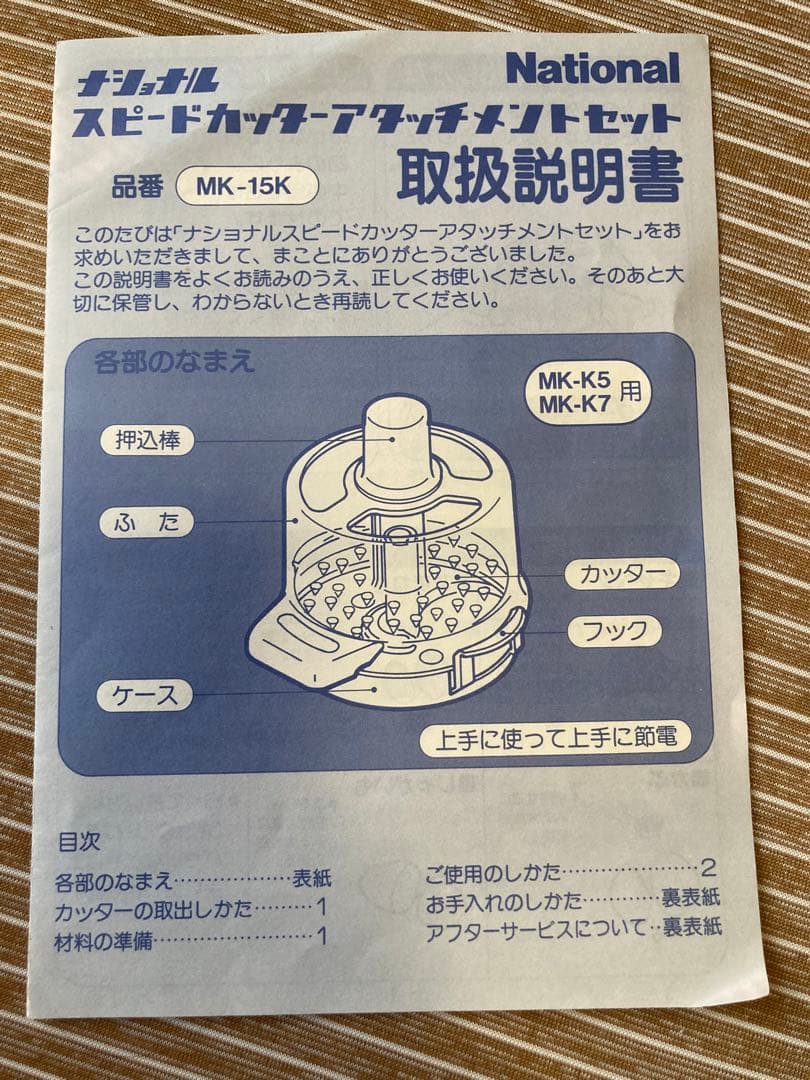 ナショナル
National
スピードカッターアタッチメントセット
品番 MK-15K
取扱説明書
このたびは「ナショナルスピードカッターアタッチメントセット」をお
求めいただきまして、まことにありがとうございました。
この説明書をよくお読みのうえ、正しくお使いください。そのあと大
切に保管し、わからないとき再読してください。
各部のなまえ
MK-K5
MK-K7 用
押込棒
ふた
カッター
フック
ケース
上手に使って上手に節電
目次
各部のなまえ………………表紙
カッターの取出しかた………1
材料の準備……………………1
ご使用のしかた…………………2
お手入れのしかた…………裏表紙
アフターサービスについて‥裏表紙